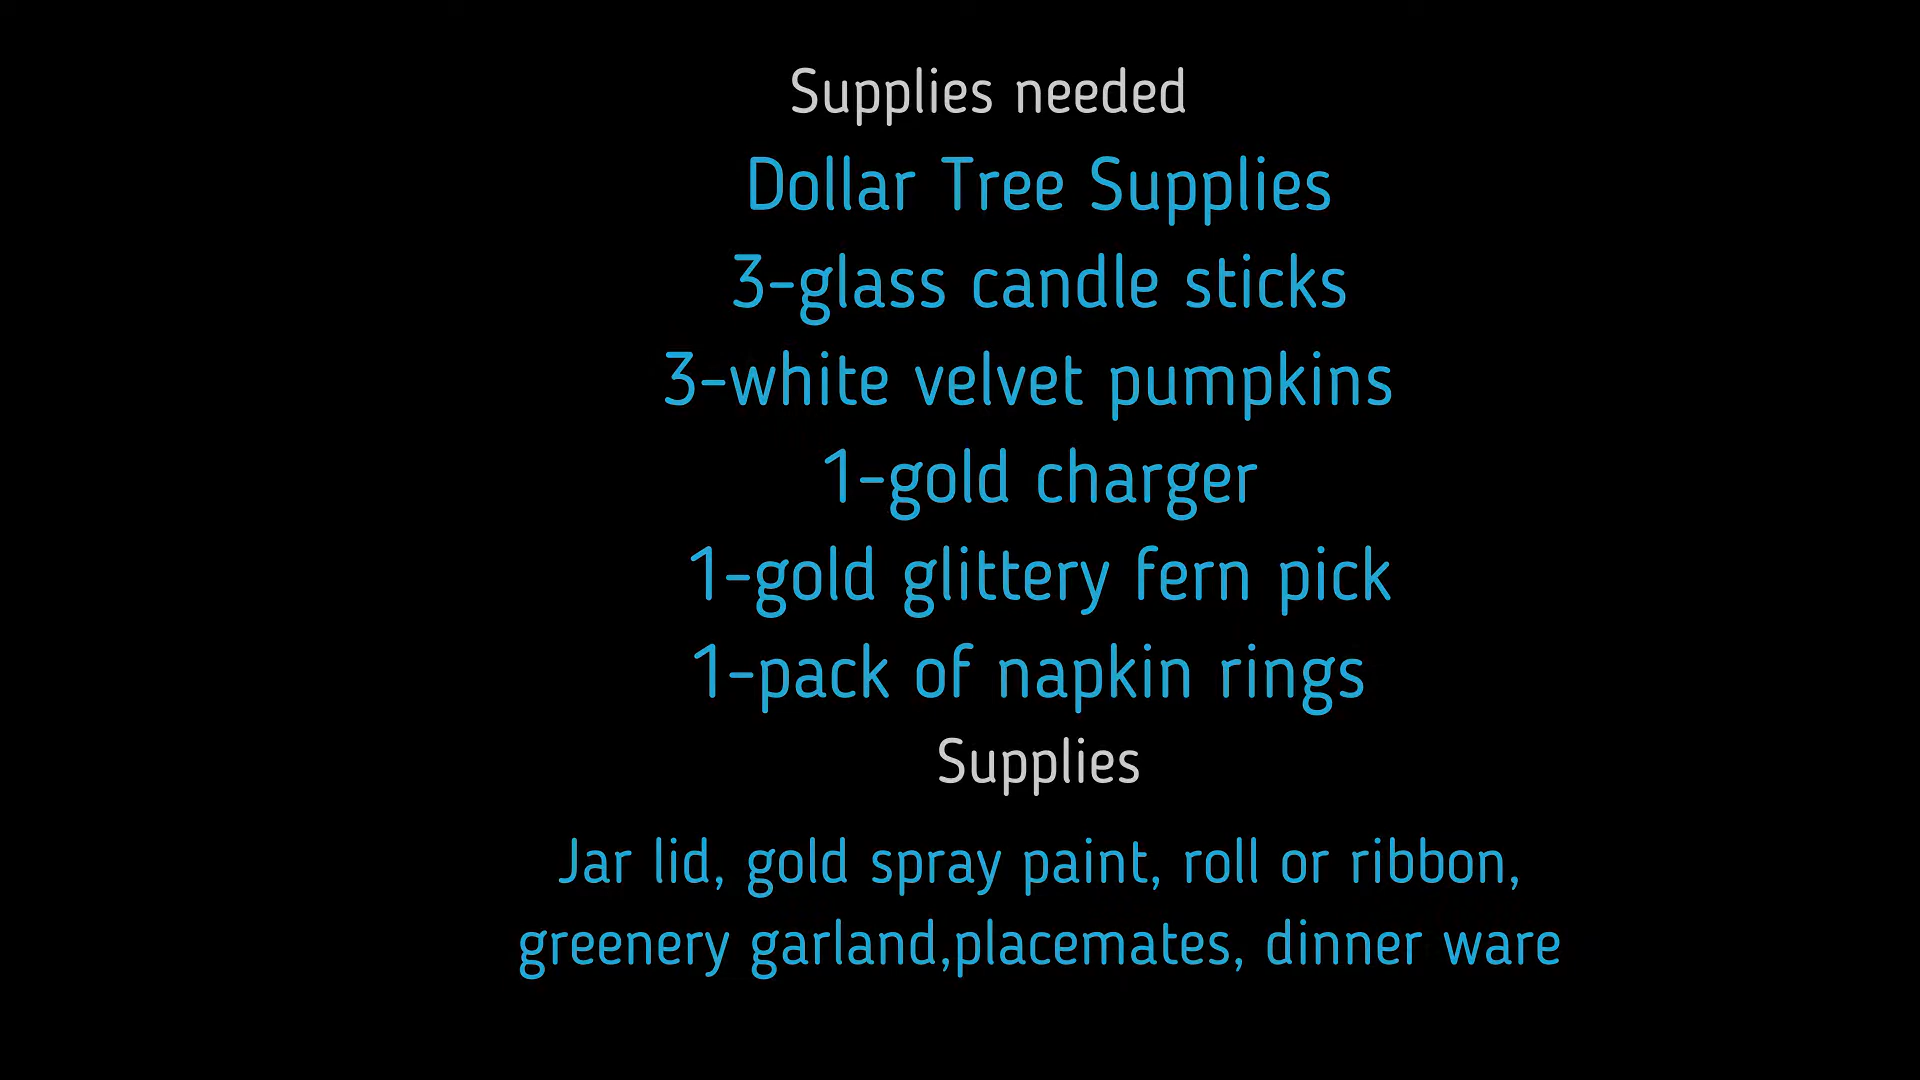 Supplies needed
Dollar Tree Supplies
3-glass candle sticks
3-white velvet pumpkins
1-gold charger
1-gold glittery fern pick
1-pack of napkin rings
Supplies
Jar lid, gold spray paint, roll or ribbon,
greenery garland,placemates, dinner ware